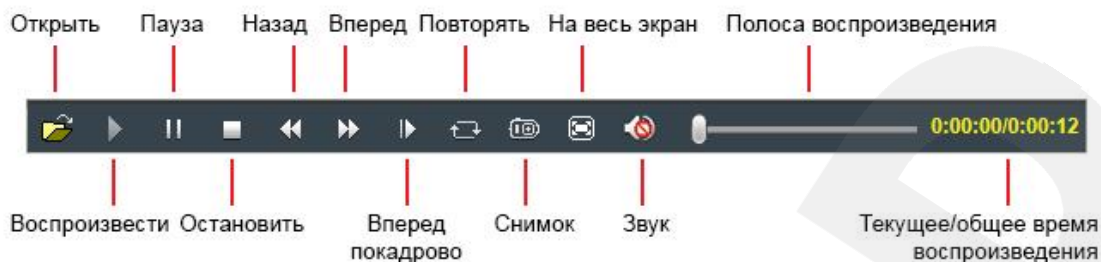 Открыть Пауза Назад Вперед Повторять На весь экран Полоса воспроизведения
0:00:00/0:00:12
Воспроизвести Остановить Вперед покадрово Снимок Звук Текущее/общее время воспроизведения